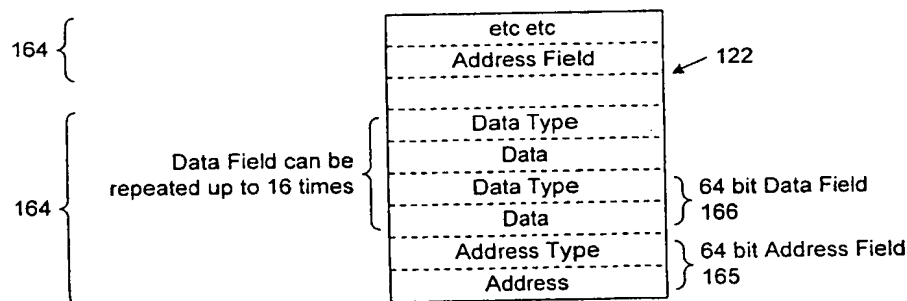 etc etc
164
Address Field
122
Data Type
Data Field can be
repeated up to 16 times
Data
Data Type
64 bit Data Field
166
164
Data
Address Type
64 bit Address Field
165
Address